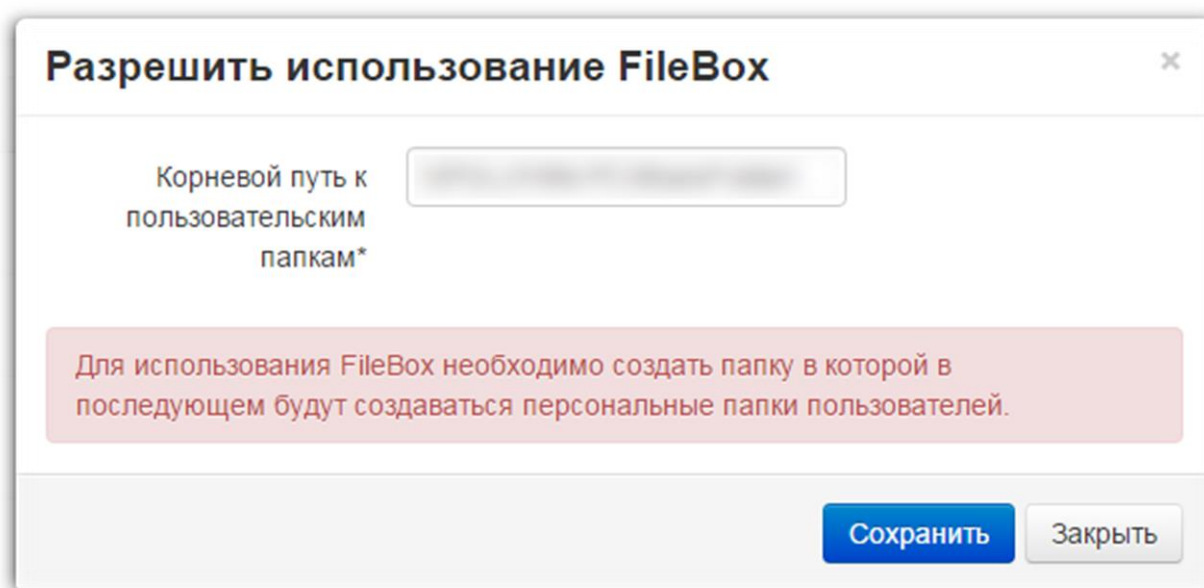 Разрешить использование FileBox
×
Корневой путь к
пользовательским
папкам*
Для использования FileBox необходимо создать папку в которой в
последующем будут создаваться персональные папки пользователей.
Сохранить
Закрыть